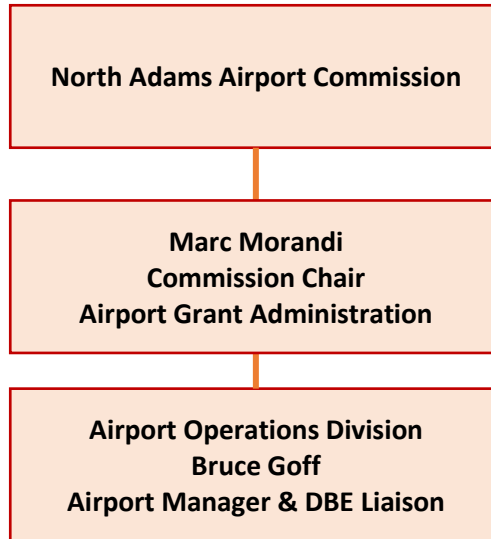 North Adams Airport Commission
Marc Morandi
Commission Chair
Airport Grant Administration
Airport Operations Division
Bruce Goff
Airport Manager & DBE Liaison